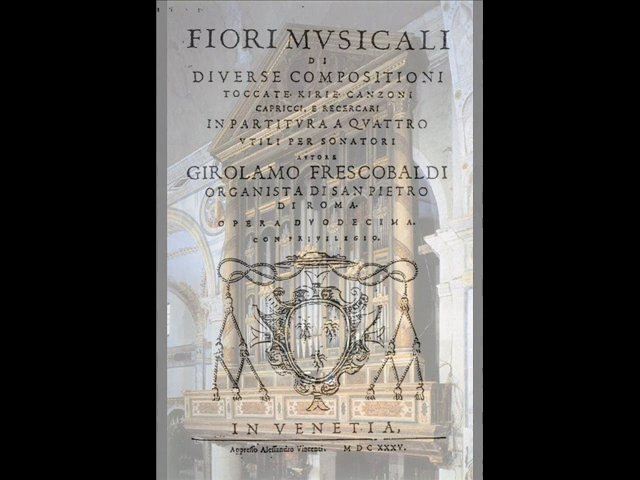 FIORI MVSICALI
DI
DIVERSE COMPOSITIONI
TOCCATE. KIRIE. CANZONI
CAPRICCI, E RECERCARI
IN PARTITVRA A QVATTRO
VTILI PER SONATORI
AVTORE
GIROLAMO FRESCOBALDI
ORGANISTA DI SAN PIETRO
DI ROMA.
OPERA DVODECIMA.
CON PRIVILEGIO.
IN VENETIA,
Appresso Alessandro Vincenti. MDCXXXV.